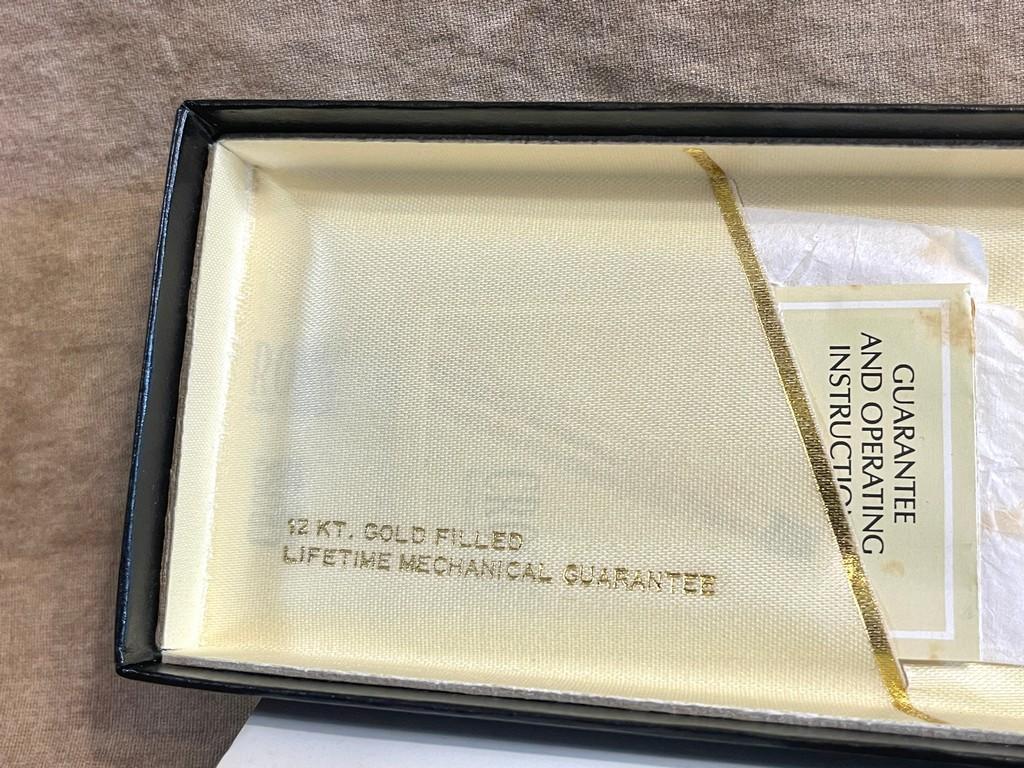 12 KT. GOLD FILLED
LIFETIME MECHANICAL GUARANTEE
GUARANTEE
AND OPERATING